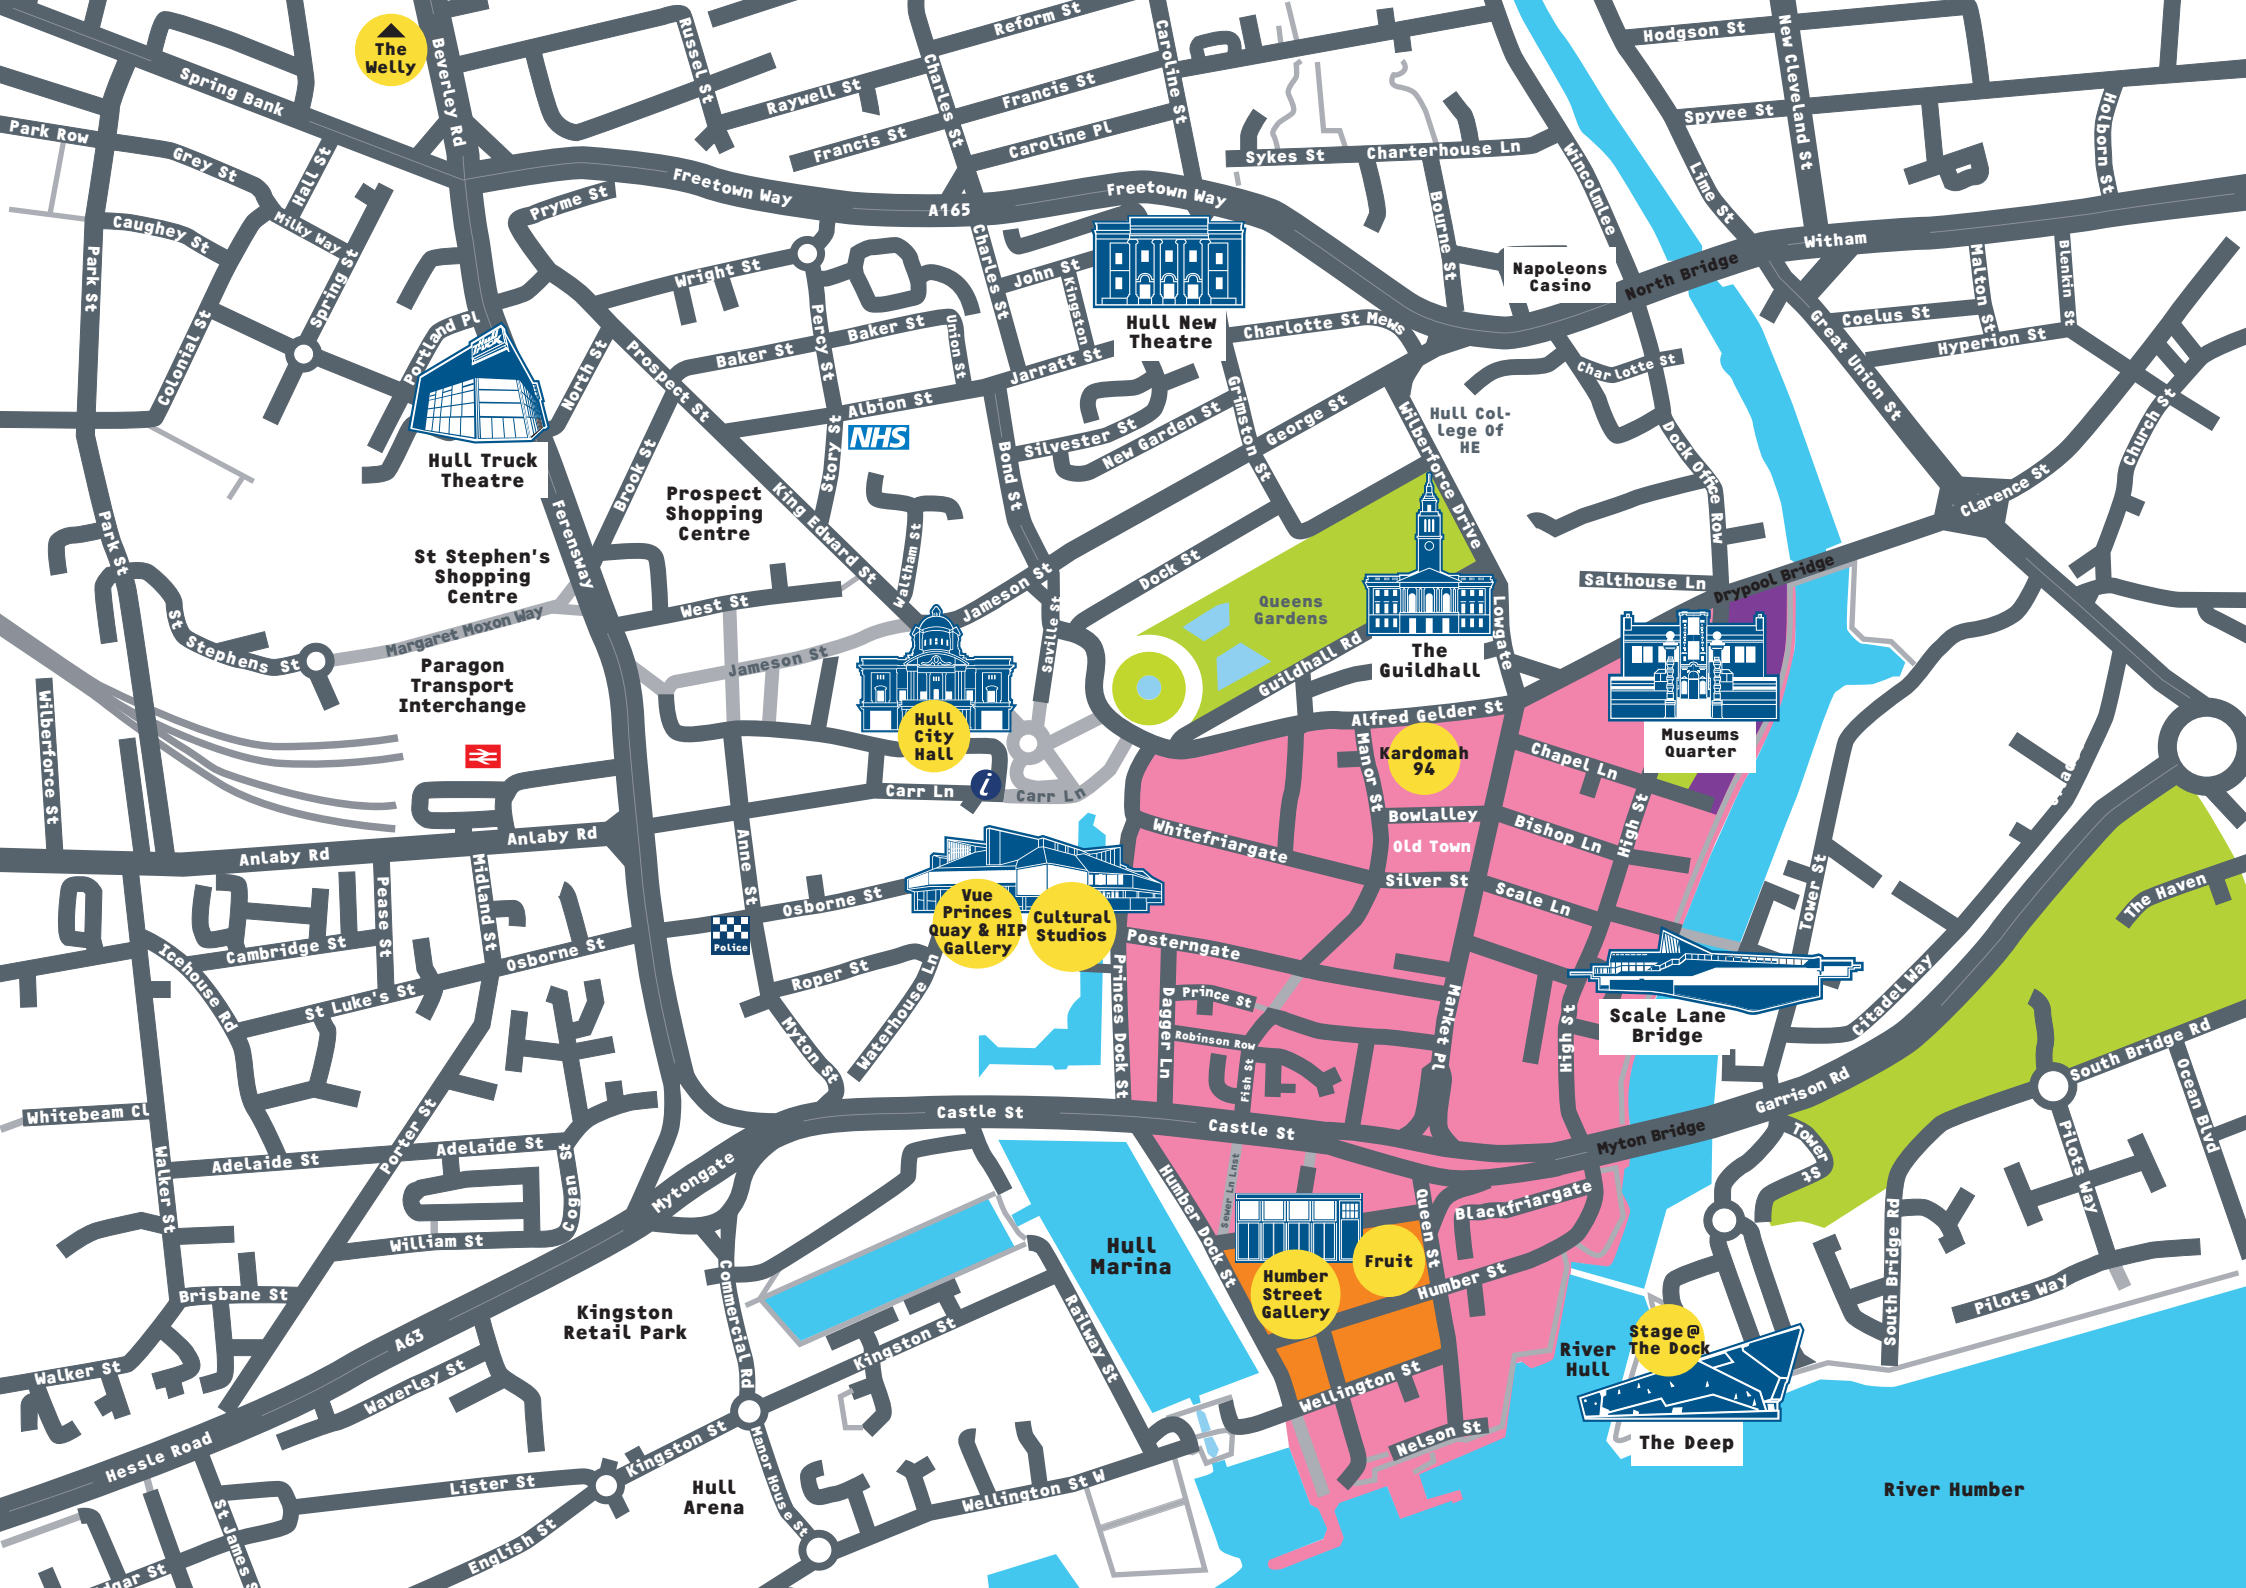 The
Welly
Beverley Rd
Spring Bank
Park Row
Grey St
Hall St
Milky Way
Caughey St
Spring St
Park St
Colonial St
Portland Pl
Russel St
Raywell St
Reform St
Charles St
Francis St
Francis St
Caroline St
Caroline Pl
Freetown Way
Freetown Way
A165
Pryme St
Sykes St
Charterhouse Ln
Wincolmlee
Bourne St
Hodgson St
New Cleveland St
Spyvee St
Holborn St
Lime St
Witham
North Bridge
Napoleons
Casino
Malton St
Blenkin St
Coelus St
Hyperion St
Great Union St
Church St
Clarence St
Wright St
Percy St
Baker St
Baker St
Union St
Charles St
John St
Kingston
Jarratt St
Hull New
Theatre
Charlotte St Mews
Charlotte St
Albion St
NHS
Story St
North St
Prospect St
Brook St
Hull Truck
Theatre
Ferensway
Prospect
Shopping
Centre
King Edward St
Waltham St
Bond St
Silvester St
New Garden St
Grimston St
George St
Wilberforce Drive
Hull Col-
lege Of
HE
Dock Office Row
Salthouse Ln
Drypool Bridge
Dock St
Queens
Gardens
Guildhall Rd
The
Guildhall
Lowgate
St Stephen's
Shopping
Centre
Margaret Moxon Way
Park St
St Stephens St
Paragon
Transport
Interchange
West St
Jameson St
Jameson St
Saville St
Hull
City
Hall
i
Carr Ln
Carr Ln
Museums
Quarter
Alfred Gelder St
Kardomah
94
Manor St
Chapel Ln
Bowlalley
Old Town
Bishop Ln
High St
Whitefriargate
Silver St
Scale Ln
Wilberforce St
Anlaby Rd
Anlaby Rd
Midland St
Pease St
Anne St
Osborne St
Police
Vue
Princes
Quay & HIP
Gallery
Cultural
Studios
Posterngate
Tower St
The Haven
Cambridge St
Icehouse Rd
St Luke's St
Osborne St
Roper St
Waterhouse Ln
Myton St
Princes Dock St
Dagger Ln
Prince St
Robinson Row
Fish St
Market Pl
High St
Scale Lane
Bridge
Citadel Way
South Bridge Rd
Ocean Blvd
Garrison Rd
Whitebeam Cl
Walker St
Adelaide St
Adelaide St
Porter St
Cogan St
William St
Mytongate
Castle St
Castle St
Sewer Ln Lnst
Myton Bridge
Tower St
Pilots Way
Humber Dock St
Queen St
Blackfriargate
Hull
Marina
Humber
Street
Gallery
Fruit
Humber St
Commercial Rd
Kingston
Retail Park
Kingston St
Railway St
Brisbane St
A63
Walker St
Waverley St
Wellington St
Nelson St
River
Hull
Stage@
The Dock
South Bridge Rd
Pilots Way
The Deep
River Humber
Hessle Road
Kingston St
Manor House St
Hull
Arena
Lister St
English St
Wellington St W
St James S
dgar St